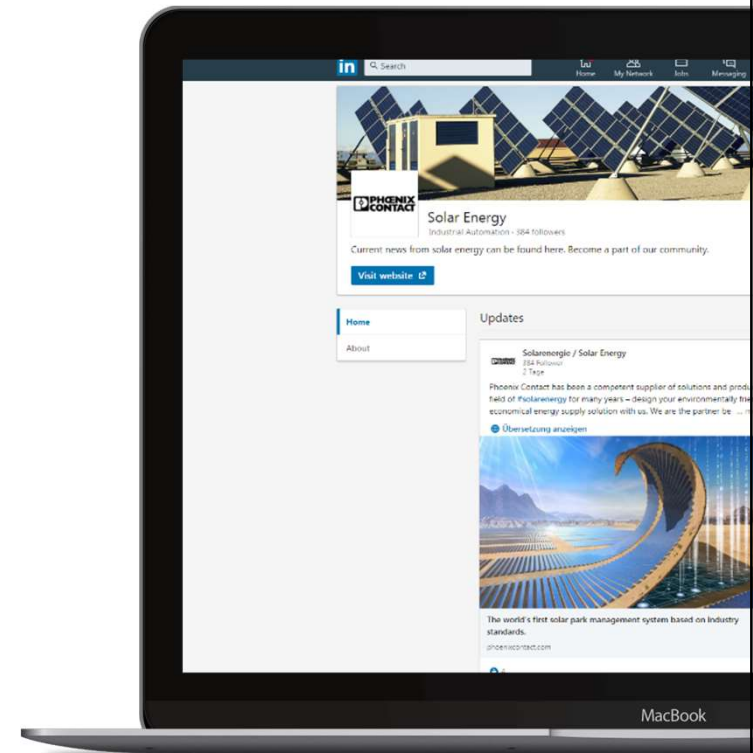 in
Search
Home My Network Jobs Messaging
PHŒNIX
CONTACT
Solar Energy
Industrial Automation - 384 followers
Current news from solar energy can be found here. Become a part of our community.
Visit website
Home
About
Updates
Solarenergie / Solar Energy
384 Follower
2 Tage
Phoenix Contact has been a competent supplier of solutions and
field of #solarenergy for many years – design your environmentally
economical energy supply solution with us. We are the partner be ...
Übersetzung anzeigen
The world's first solar park management system based on industry
standards.
phoenixcontact.com
MacBook